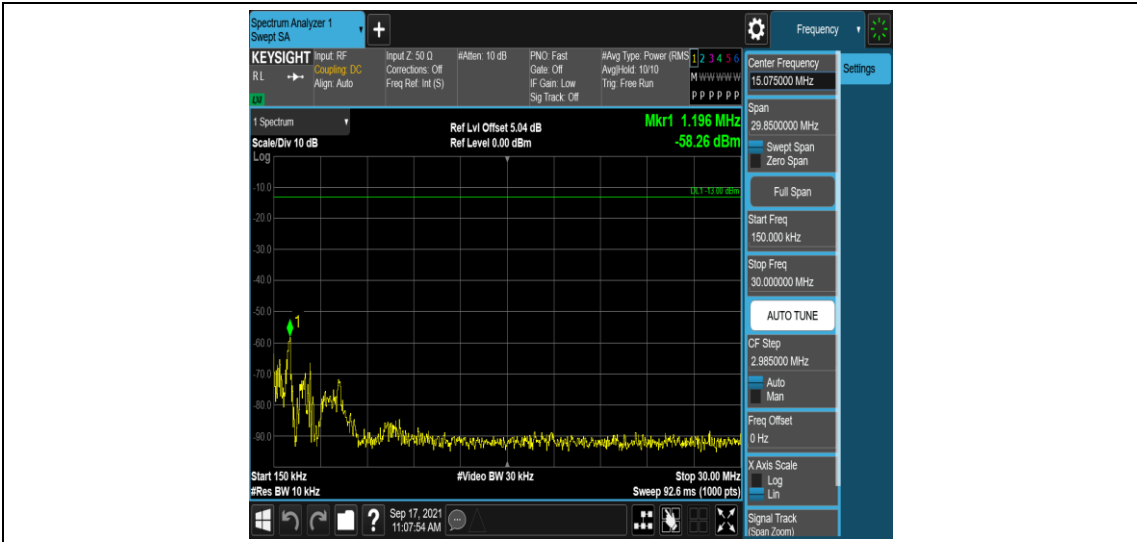 Spectrum Analyzer 1
Swept SA
+
Frequency
KEYSIGHT
RL
LXI
Input: RF
Coupling: DC
Align: Auto
Input Z: 50 Ω
Corrections: Off
Freq Ref: Int (S)
#Atten: 10 dB
PNO: Fast
Gate: Off
IF Gain: Low
Sig Track: Off
#Avg Type: Power (RMS
Avg|Hold: 10/10
Trig: Free Run
1 2 3 4 5 6
M W W W W W
P P P P P P
1 Spectrum
Scale/Div 10 dB
Log
Ref Lvl Offset 5.04 dB
Ref Level 0.00 dBm
Mkr1 1.196 MHz
-58.26 dBm
DL1 -13.00 dBm
-10.0
-20.0
-30.0
-40.0
-50.0
-60.0
-70.0
-80.0
-90.0
1
Start 150 kHz
#Res BW 10 kHz
#Video BW 30 kHz
Stop 30.00 MHz
Sweep 92.6 ms (1000 pts)
Center Frequency
15.075000 MHz
Settings
Span
29.8500000 MHz
Swept Span
Zero Span
Full Span
Start Freq
150.000 kHz
Stop Freq
30.000000 MHz
AUTO TUNE
CF Step
2.985000 MHz
Auto
Man
Freq Offset
0 Hz
X Axis Scale
Log
Lin
Signal Track
(Span Zoom)
?
Sep 17, 2021
11:07:54 AM